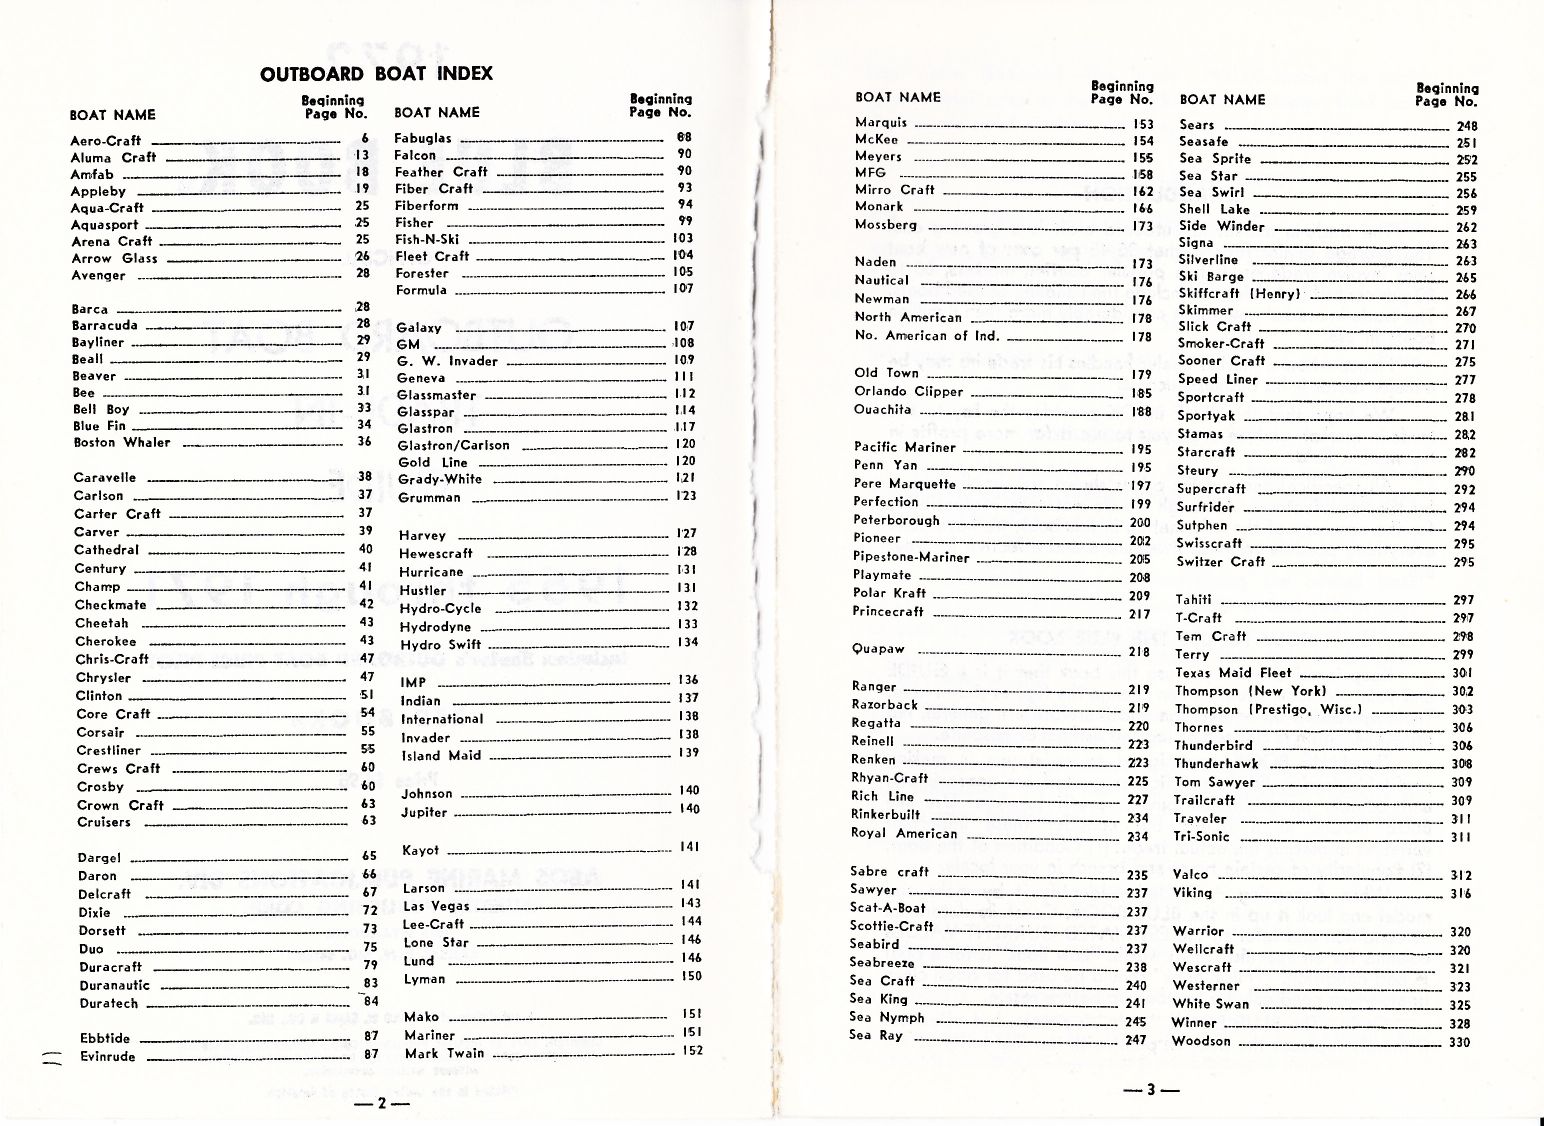 OUTBOARD BOAT INDEX
BOAT NAME Beginning Page No.
Aero-Craft 6
Aluma Craft 13
Amfab 18
Appleby 19
Aqua-Craft 25
Aquasport 25
Arena Craft 25
Arrow Glass 26
Avenger 28
Barca 28
Barracuda 28
Bayliner 29
Beall 29
Beaver 31
Bee 31
Bell Boy 33
Blue Fin 34
Boston Whaler 36
Caravelle 38
Carlson 37
Carter Craft 37
Carver 39
Cathedral 40
Century 41
Champ 41
Checkmate 42
Cheetah 43
Cherokee 43
Chris-Craft 47
Chrysler 47
Clinton 51
Core Craft 54
Corsair 55
Crestliner 55
Crews Craft 60
Crosby 60
Crown Craft 63
Cruisers 63
Dargel 65
Daron 66
Delcraft 67
Dixie 72
Dorsett 73
Duo 75
Duracraft 79
Duranautic 83
Duratech 84
Ebbtide 87
Evinrude 87
BOAT NAME Beginning Page No.
Fabuglas 88
Falcon 90
Feather Craft 90
Fiber Craft 93
Fiberform 94
Fisher 99
Fish-N-Ski 103
Fleet Craft 104
Forester 105
Formula 107
Galaxy 107
GM 108
G. W. Invader 109
Geneva 111
Glassmaster 112
Glasspar 114
Glastron 117
Glastron/Carlson 120
Gold Line 120
Grady-White 121
Grumman 123
Harvey 127
Hewescraft 128
Hurricane 131
Hustler 131
Hydro-Cycle 132
Hydrodyne 133
Hydro Swift 134
IMP 136
Indian 137
International 138
Invader 138
Island Maid 139
Johnson 140
Jupiter 140
Kayot 141
Larson 141
Las Vegas 143
Lee-Craft 144
Lone Star 146
Lund 146
Lyman 150
Mako 151
Mariner 151
Mark Twain 152
— 2 —
BOAT NAME Beginning Page No.
Marquis 153
McKee 154
Meyers 155
MFG 158
Mirro Craft 162
Monark 166
Mossberg 173
Naden 173
Nautical 176
Newman 176
North American 178
No. American of Ind. 178
Old Town 179
Orlando Clipper 185
Ouachita 188
Pacific Mariner 195
Penn Yan 195
Pere Marquette 197
Perfection 199
Peterborough 200
Pioneer 202
Pipestone-Mariner 205
Playmate 208
Polar Kraft 209
Princecraft 217
Quapaw 218
Ranger 219
Razorback 219
Regatta 220
Reinell 223
Renken 223
Rhyan-Craft 225
Rich Line 227
Rinkerbuilt 234
Royal American 234
Sabre craft 235
Sawyer 237
Scat-A-Boat 237
Scottie-Craft 237
Seabird 237
Seabreeze 238
Sea Craft 240
Sea King 241
Sea Nymph 245
Sea Ray 247
BOAT NAME Beginning Page No.
Sears 248
Seasafe 251
Sea Sprite 252
Sea Star 255
Sea Swirl 256
Shell Lake 259
Side Winder 262
Signa 263
Silverline 263
Ski Barge 265
Skiffcraft (Henry) 266
Skimmer 267
Slick Craft 270
Smoker-Craft 271
Sooner Craft 275
Speed Liner 277
Sportcraft 278
Sportyak 281
Stamas 282
Starcraft 282
Steury 290
Supercraft 292
Surfrider 294
Sutphen 294
Swisscraft 295
Switzer Craft 295
Tahiti 297
T-Craft 297
Tem Craft 298
Terry 299
Texas Maid Fleet 301
Thompson (New York) 302
Thompson (Prestigo, Wisc.) 303
Thornes 306
Thunderbird 306
Thunderhawk 308
Tom Sawyer 309
Trailcraft 309
Traveler 311
Tri-Sonic 311
Valco 312
Viking 316
Warrior 320
Wellcraft 320
Wescraft 321
Westerner 323
White Swan 325
Winner 328
Woodson 330
— 3 —